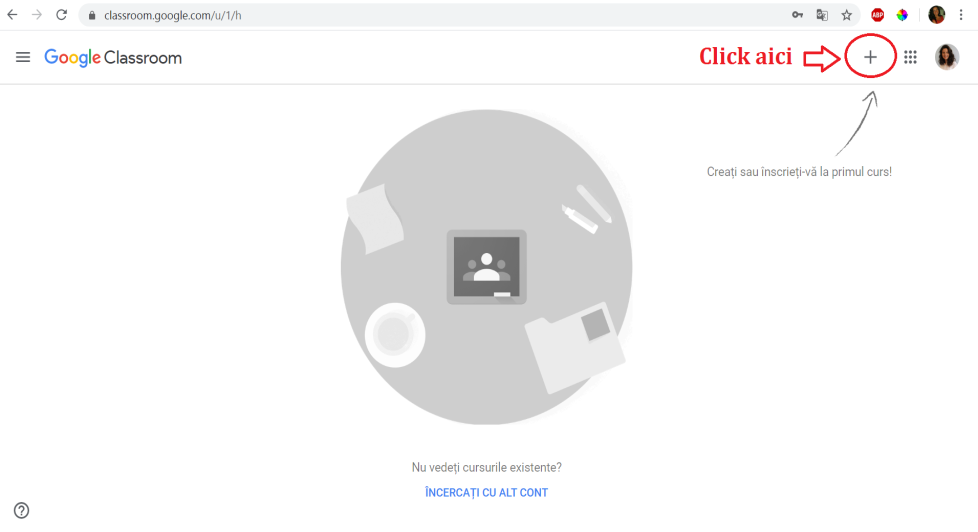 classroom.google.com/u/1/h
ABP
Google Classroom
Click aici
Creați sau înscrieți-vă la primul curs!
Nu vedeți cursurile existente?
ÎNCERCAȚI CU ALT CONT